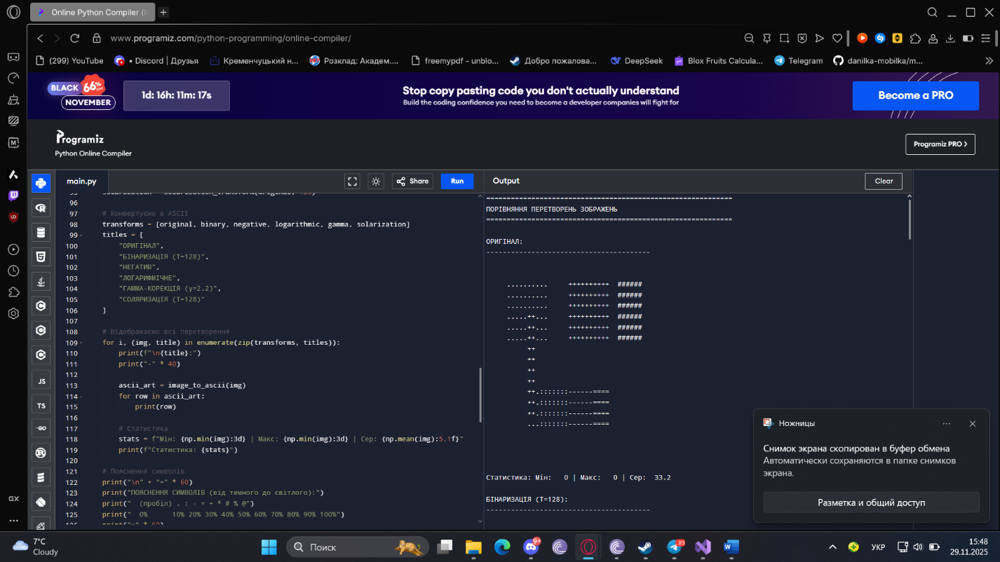 Online Python Compiler (I
www.programiz.com/python-programming/online-compiler/
(299) YouTube
• Discord | Друзья
Кременчуцький н...
Розклад: Академ....
freemypdf - unblo...
Добро пожалова...
DeepSeek
Blox Fruits Calcula...
Telegram
danilka-mobilka/m...
BLACK 66% OFF
NOVEMBER
1d: 16h: 11m: 17s
Stop copy pasting code you don't actually understand
Build the coding confidence you need to become a developer companies will fight for
Become a PRO
Programiz
Python Online Compiler
Programiz PRO
main.py
Share
Run
Output
Clear
96
97 # Конвертуємо в ASCII
98 transforms = [original, binary, negative, logarithmic, gamma, solarization]
99 titles = [
100 "ОРИГІНАЛ",
101 "БІНАРИЗАЦІЯ (T=128)",
102 "НЕГАТИВ",
103 "ЛОГАРИФМІЧНЕ",
104 "ГАММА-КОРЕКЦІЯ (γ=2.2)",
105 "СОЛЯРИЗАЦІЯ (T=128)"
106 ]
107
108 # Відображаємо всі перетворення
109 for i, (img, title) in enumerate(zip(transforms, titles)):
110 print(f"\n{title}:")
111 print("-" * 40)
112
113 ascii_art = image_to_ascii(img)
114 for row in ascii_art:
115 print(row)
116
117 # Статистика
118 stats = f"Мін: {np.min(img):3d} | Макс: {np.min(img):3d} | Сер: {np.mean(img):5.1f}"
119 print(f"Статистика: {stats}")
120
121 # Пояснення символів
122 print("\n" + "=" * 60)
123 print("ПОЯСНЕННЯ СИМВОЛІВ (від темного до світлого):")
124 print("  (пробіл) . : - = + * # % @")
125 print("  0%      10% 20% 30% 40% 50% 60% 70% 80% 90% 100%")
126 print("=" * 60)
============================================================
ПОРІВНЯННЯ ПЕРЕТВОРЕНЬ ЗОБРАЖЕНЬ
============================================================
ОРИГІНАЛ:
----------------------------------------
..........     ++++++++++  ######
..........     ++++++++++  ######
..........     ++++++++++  ######
.....++...     ++++++++++  ######
.....++...     ++++++++++  ######
.....++...     ++++++++++  ######
++
++
++
++
++.:::::::------====
++.:::::::------====
++.:::::::------====
...:::::::------====
Статистика: Мін:   0 | Макс:   0 | Сер:  33.2
БІНАРИЗАЦІЯ (T=128):
----------------------------------------
Ножницы
Снимок экрана скопирован в буфер обмена
Автоматически сохраняются в папке снимков
экрана.
Разметка и общий доступ
JS
TS
GO
GX
7°C
Cloudy
Поиск
9+
89
УКР
15:48
29.11.2025